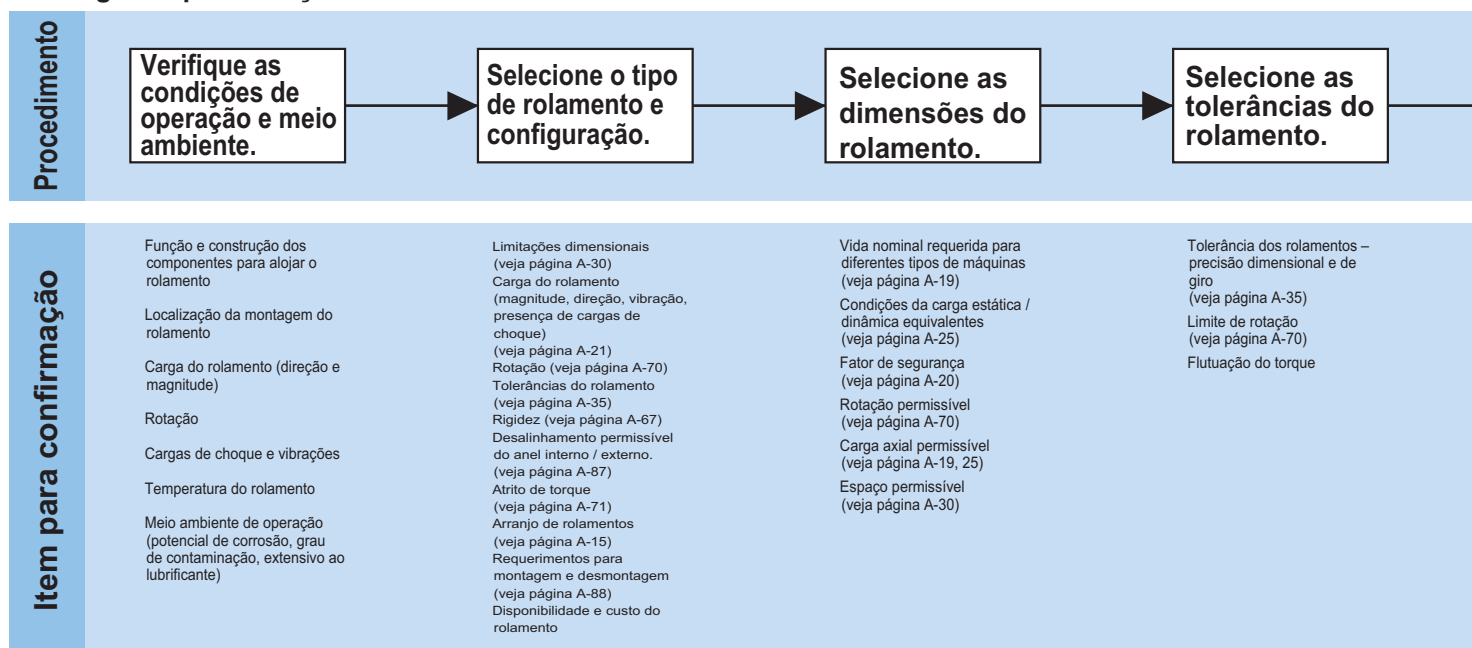 Procedimento
Verifique as
condições de
operação e meio
ambiente.
Selecione o tipo
de rolamento e
configuração.
Selecione as
dimensões do
rolamento.
Selecione as
tolerâncias do
rolamento.
Item para confirmação
Função e construção dos
componentes para alojar o
rolamento
Localização da montagem do
rolamento
Carga do rolamento (direção e
magnitude)
Rotação
Cargas de choque e vibrações
Temperatura do rolamento
Meio ambiente de operação
(potencial de corrosão, grau
de contaminação, extensivo ao
lubrificante)
Limitações dimensionais
(veja página A-30)
Carga do rolamento
(magnitude, direção, vibração,
presença de cargas de
choque)
(veja página A-21)
Rotação (veja página A-70)
Tolerâncias do rolamento
(veja página A-35)
Rigidez (veja página A-67)
Desalinhamento permissível
do anel interno / externo.
(veja página A-87)
Atrito de torque
(veja página A-71)
Arranjo de rolamentos
(veja página A-15)
Requerimentos para
montagem e desmontagem
(veja página A-88)
Disponibilidade e custo do
rolamento
Vida nominal requerida para
diferentes tipos de máquinas
(veja página A-19)
Condições da carga estática /
dinâmica equivalentes
(veja página A-25)
Fator de segurança
(veja página A-20)
Rotação permissível
(veja página A-70)
Carga axial permissível
(veja página A-19, 25)
Espaço permissível
(veja página A-30)
Tolerância dos rolamentos –
precisão dimensional e de
giro
(veja página A-35)
Limite de rotação
(veja página A-70)
Flutuação do torque